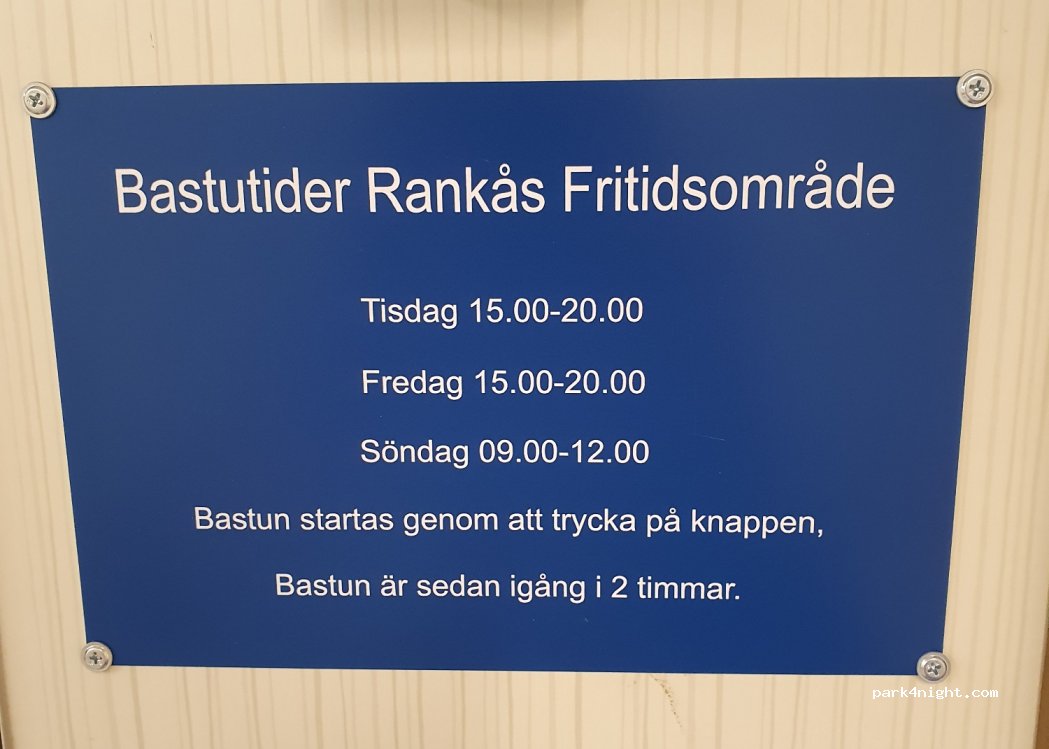 Bastutider Rankås Fritidsområde
Tisdag 15.00-20.00
Fredag 15.00-20.00
Söndag 09.00-12.00
Bastun startas genom att trycka på knappen,
Bastun är sedan igång i 2 timmar.
park4night.com